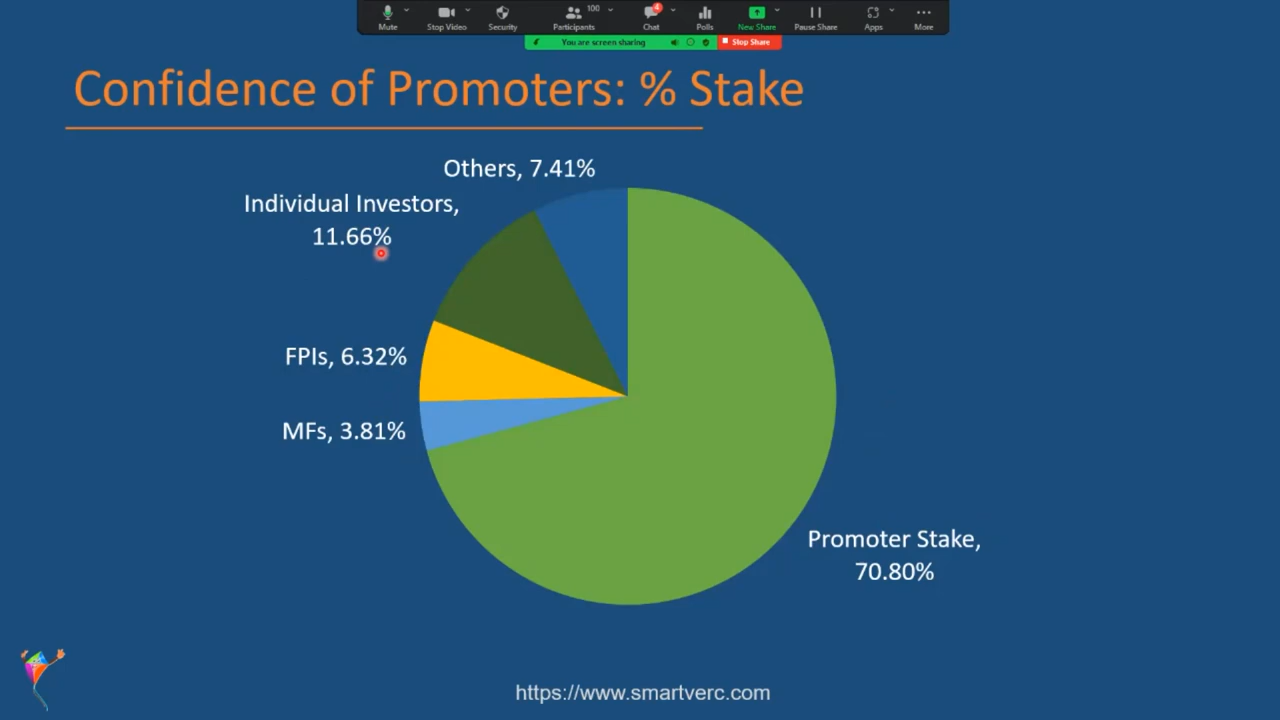 Mute
Stop Video
Security
Participants
100
Chat
4
Polls
New Share
Pause Share
Apps
More
You are screen sharing
Stop Share
Confidence of Promoters: % Stake
Others, 7.41%
Individual Investors,
11.66%
FPIs, 6.32%
MFs, 3.81%
Promoter Stake,
70.80%
https://www.smartverc.com